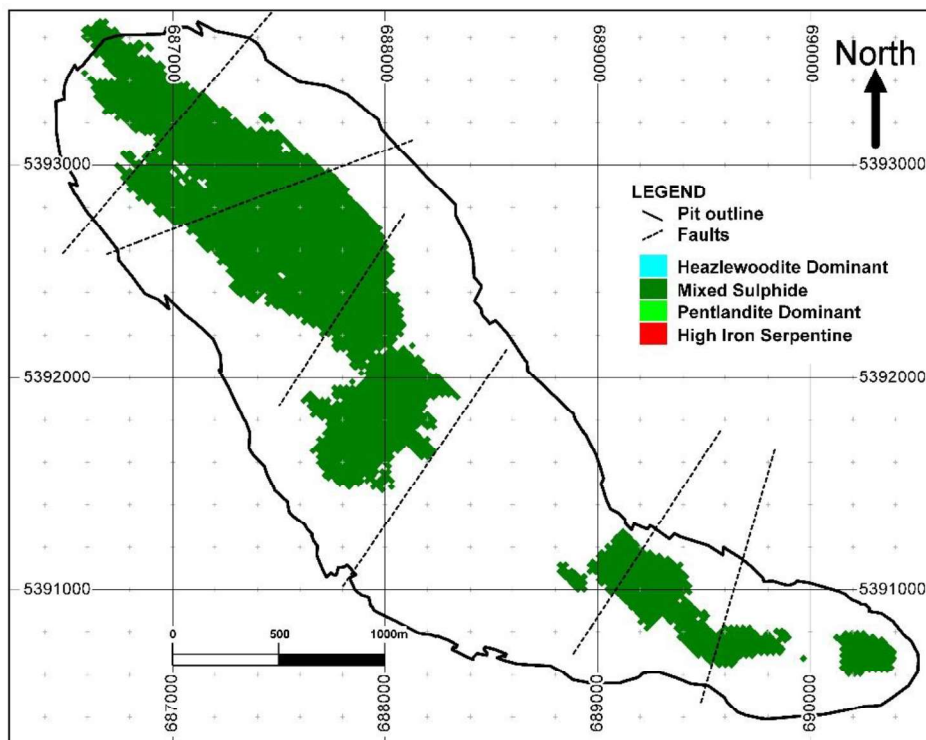 687000
688000
689000
690000
North
5393000
5393000
LEGEND
Pit outline
Faults
Heazlewoodite Dominant
Mixed Sulphide
Pentlandite Dominant
High Iron Serpentine
5392000
5392000
5391000
5391000
0
500
1000m
687000
688000
689000
690000